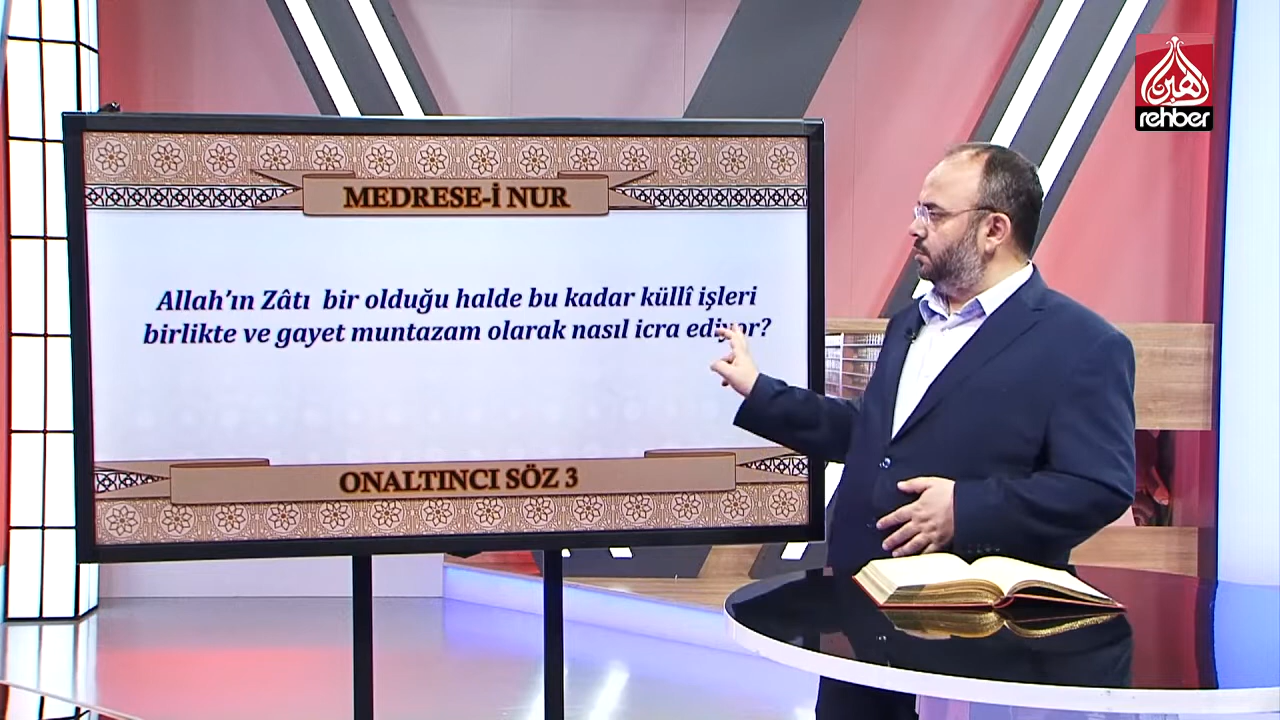 رهبر
rehber
MEDRESE-İ NUR
Allah'ın Zâtı bir olduğu halde bu kadar küllî işleri
birlikte ve gayet muntazam olarak nasıl icra ediyor?
ONALTINCI SÖZ 3